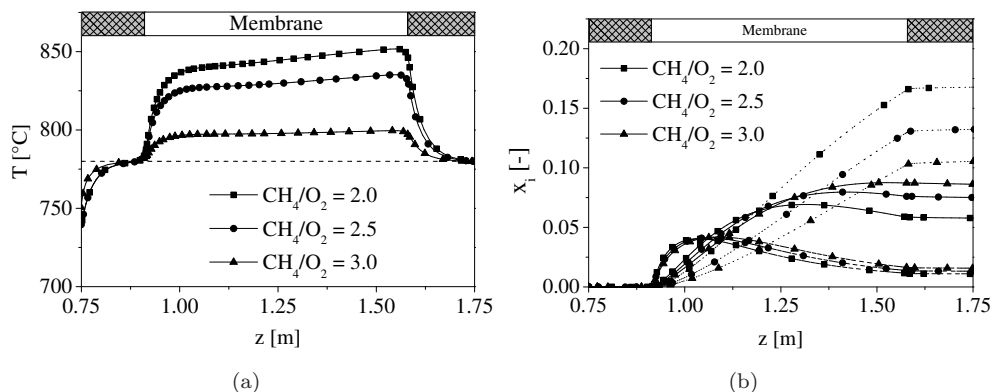 Membrane
850
800
750
700
T [°C]
CH₄/O₂ = 2.0
CH₄/O₂ = 2.5
CH₄/O₂ = 3.0
0.75
1.00
1.25
1.50
1.75
z [m]
(a)
Membrane
0.20
0.15
0.10
0.05
0.00
xᵢ [-]
CH₄/O₂ = 2.0
CH₄/O₂ = 2.5
CH₄/O₂ = 3.0
0.75
1.00
1.25
1.50
1.75
z [m]
(b)